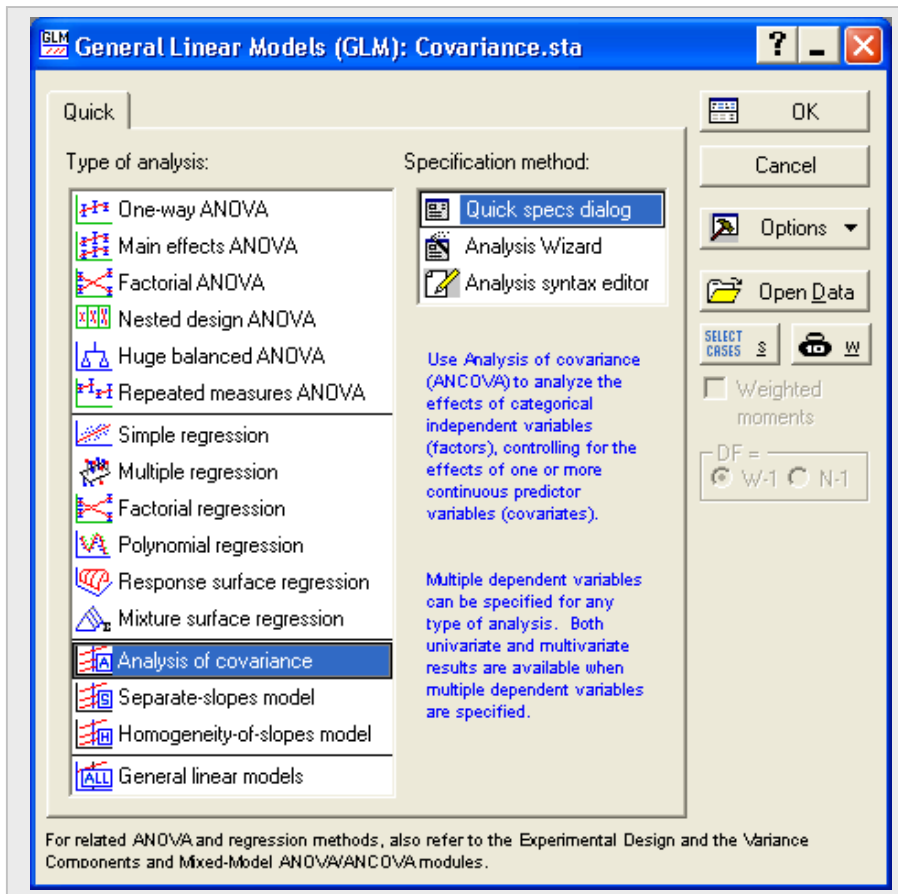 GLM General Linear Models (GLM): Covariance.sta
Quick
Type of analysis:
One-way ANOVA
Main effects ANOVA
Factorial ANOVA
Nested design ANOVA
Huge balanced ANOVA
Repeated measures ANOVA
Simple regression
Multiple regression
Factorial regression
Polynomial regression
Response surface regression
Mixture surface regression
Analysis of covariance
Separate-slopes model
Homogeneity-of-slopes model
General linear models
Specification method:
Quick specs dialog
Analysis Wizard
Analysis syntax editor
Use Analysis of covariance
(ANCOVA) to analyze the
effects of categorical
independent variables
(factors), controlling for the
effects of one or more
continuous predictor
variables (covariates).
Multiple dependent variables
can be specified for any
type of analysis. Both
univariate and multivariate
results are available when
multiple dependent variables
are specified.
OK
Cancel
Options
Open Data
SELECT
CASES S
W
Weighted
moments
DF =
W-1 N-1
For related ANOVA and regression methods, also refer to the Experimental Design and the Variance
Components and Mixed-Model ANOVA/ANCOVA modules.